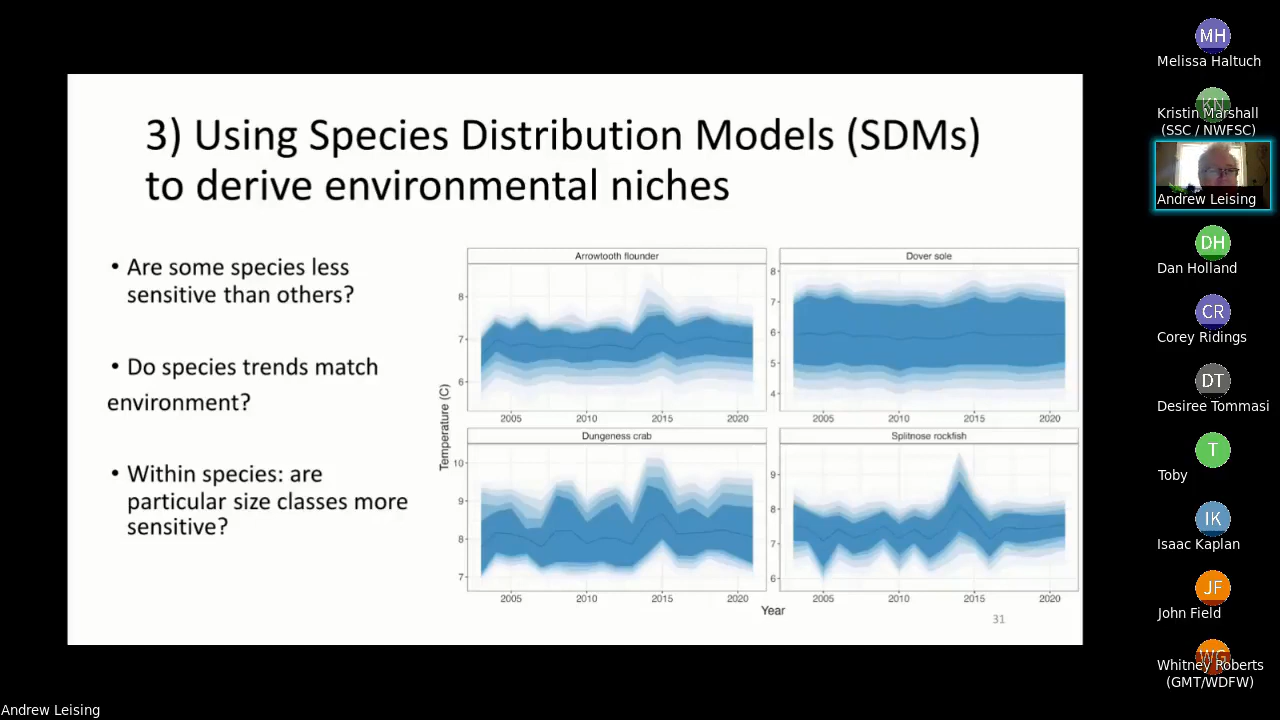 3) Using Species Distribution Models (SDMs)
to derive environmental niches
• Are some species less
sensitive than others?
• Do species trends match
environment?
• Within species: are
particular size classes more
sensitive?
Temperature (C)
Arrowtooth flounder
8
7
6
2005 2010 2015 2020
Dover sole
8
7
6
5
4
2005 2010 2015 2020
Dungeness crab
10
9
8
7
2005 2010 2015 2020
Splitnose rockfish
9
8
7
6
2005 2010 2015 2020
Year
31
MH
Melissa Haltuch
KN
Kristin Marshall
(SSC / NWFSC)
Andrew Leising
DH
Dan Holland
CR
Corey Ridings
DT
Desiree Tommasi
T
Toby
IK
Isaac Kaplan
JF
John Field
WG
Whitney Roberts
(GMT/WDFW)
Andrew Leising